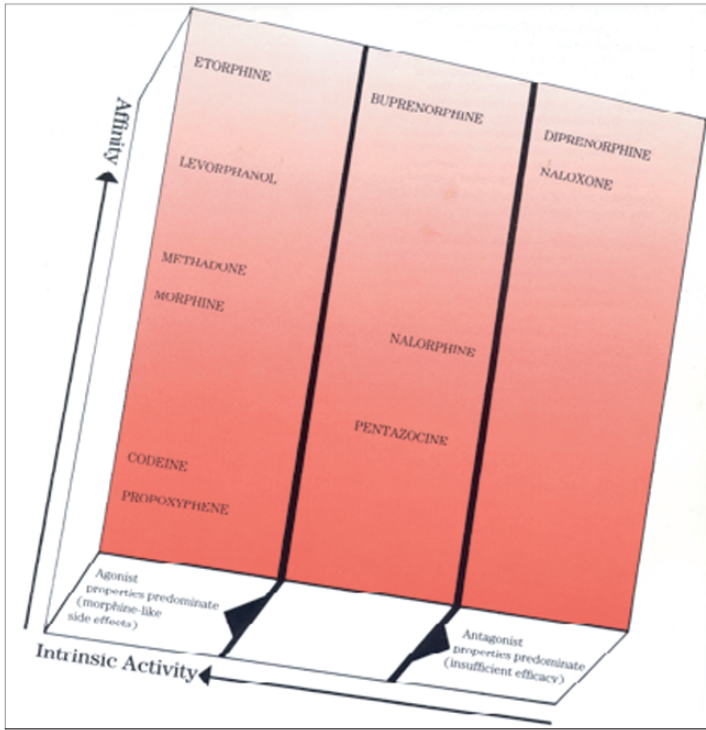 Affinity
ETORPHINE
BUPRENORPHINE
DIPRENORPHINE
NALOXONE
LEVORPHANOL
METHADONE
MORPHINE
NALORPHINE
PENTAZOCINE
CODEINE
PROPOXYPHENE
Agonist
properties predominate
(morphine-like
side effects)
Antagonist
properties predominate
(insufficient efficacy)
Intrinsic Activity